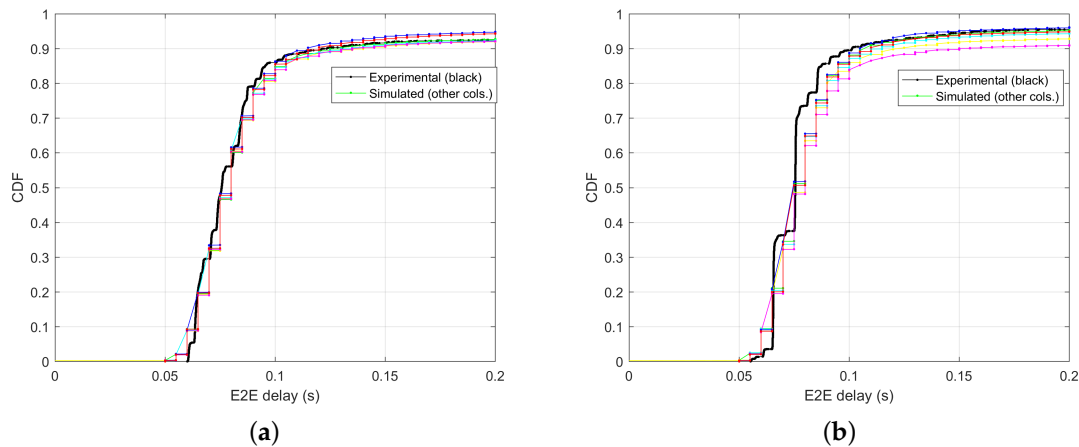 1
0.9
0.8
0.7
0.6
0.5
0.4
0.3
0.2
0.1
0
CDF
0 0.05 0.1 0.15 0.2
E2E delay (s)
Experimental (black)
Simulated (other cols.)
(a)
1
0.9
0.8
0.7
0.6
0.5
0.4
0.3
0.2
0.1
0
CDF
0 0.05 0.1 0.15 0.2
E2E delay (s)
Experimental (black)
Simulated (other cols.)
(b)